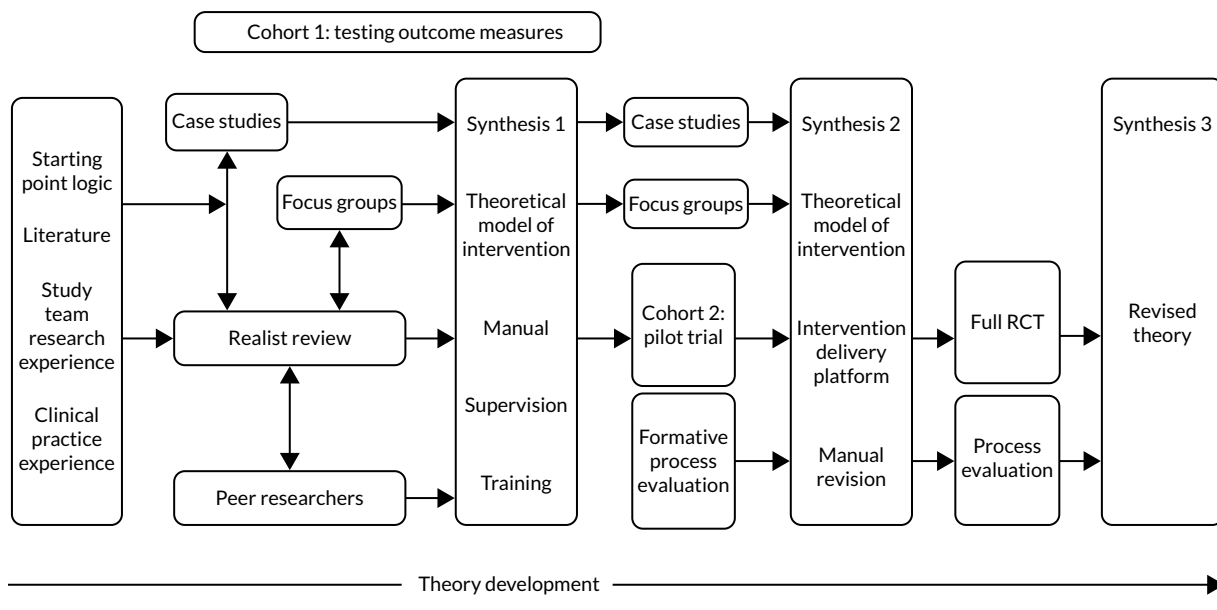 Cohort 1: testing outcome measures
Starting
point logic
Literature
Study
team
research
experience
Clinical
practice
experience
Case studies
Focus groups
Realist review
Peer researchers
Synthesis 1
Theoretical
model of
intervention
Manual
Supervision
Training
Case studies
Focus groups
Cohort 2:
pilot trial
Formative
process
evaluation
Synthesis 2
Theoretical
model of
intervention
Intervention
delivery
platform
Manual
revision
Full RCT
Process
evaluation
Synthesis 3
Revised
theory
Theory development